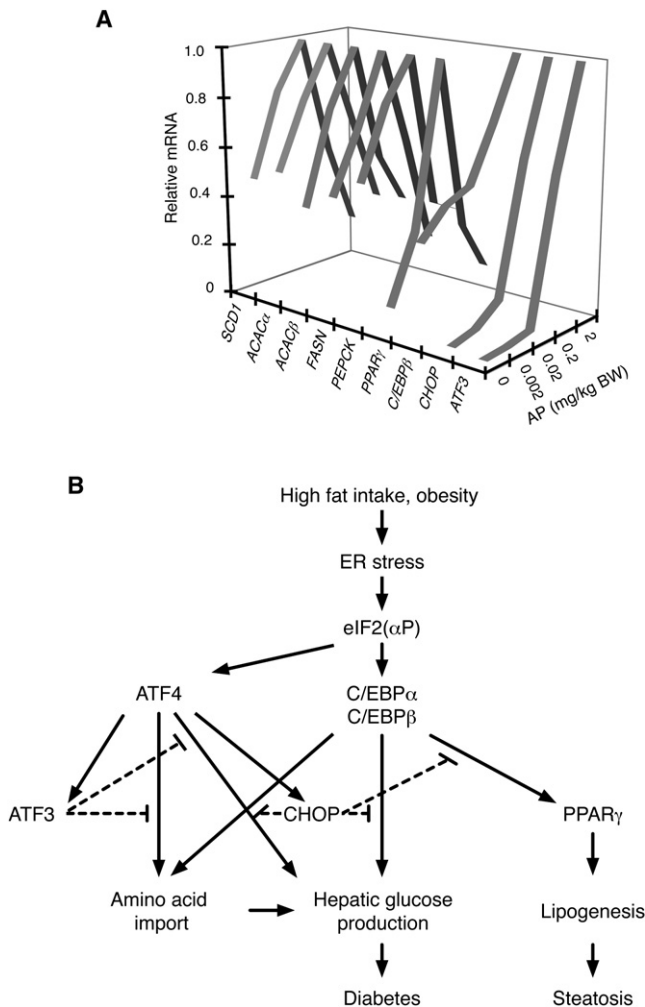 A
1.0
0.8
0.6
0.4
0.2
0
Relative mRNA
SCD1
ACACα
ACACβ
FASN
PEPCK
PPARγ
C/EBPβ
CHOP
ATF3
0
0.002
0.02
0.2
2
AP (mg/kg BW)
B
High fat intake, obesity
ER stress
eIF2(αP)
ATF4
C/EBPα
C/EBPβ
ATF3
CHOP
PPARγ
Amino acid
import
Hepatic glucose
production
Lipogenesis
Diabetes
Steatosis